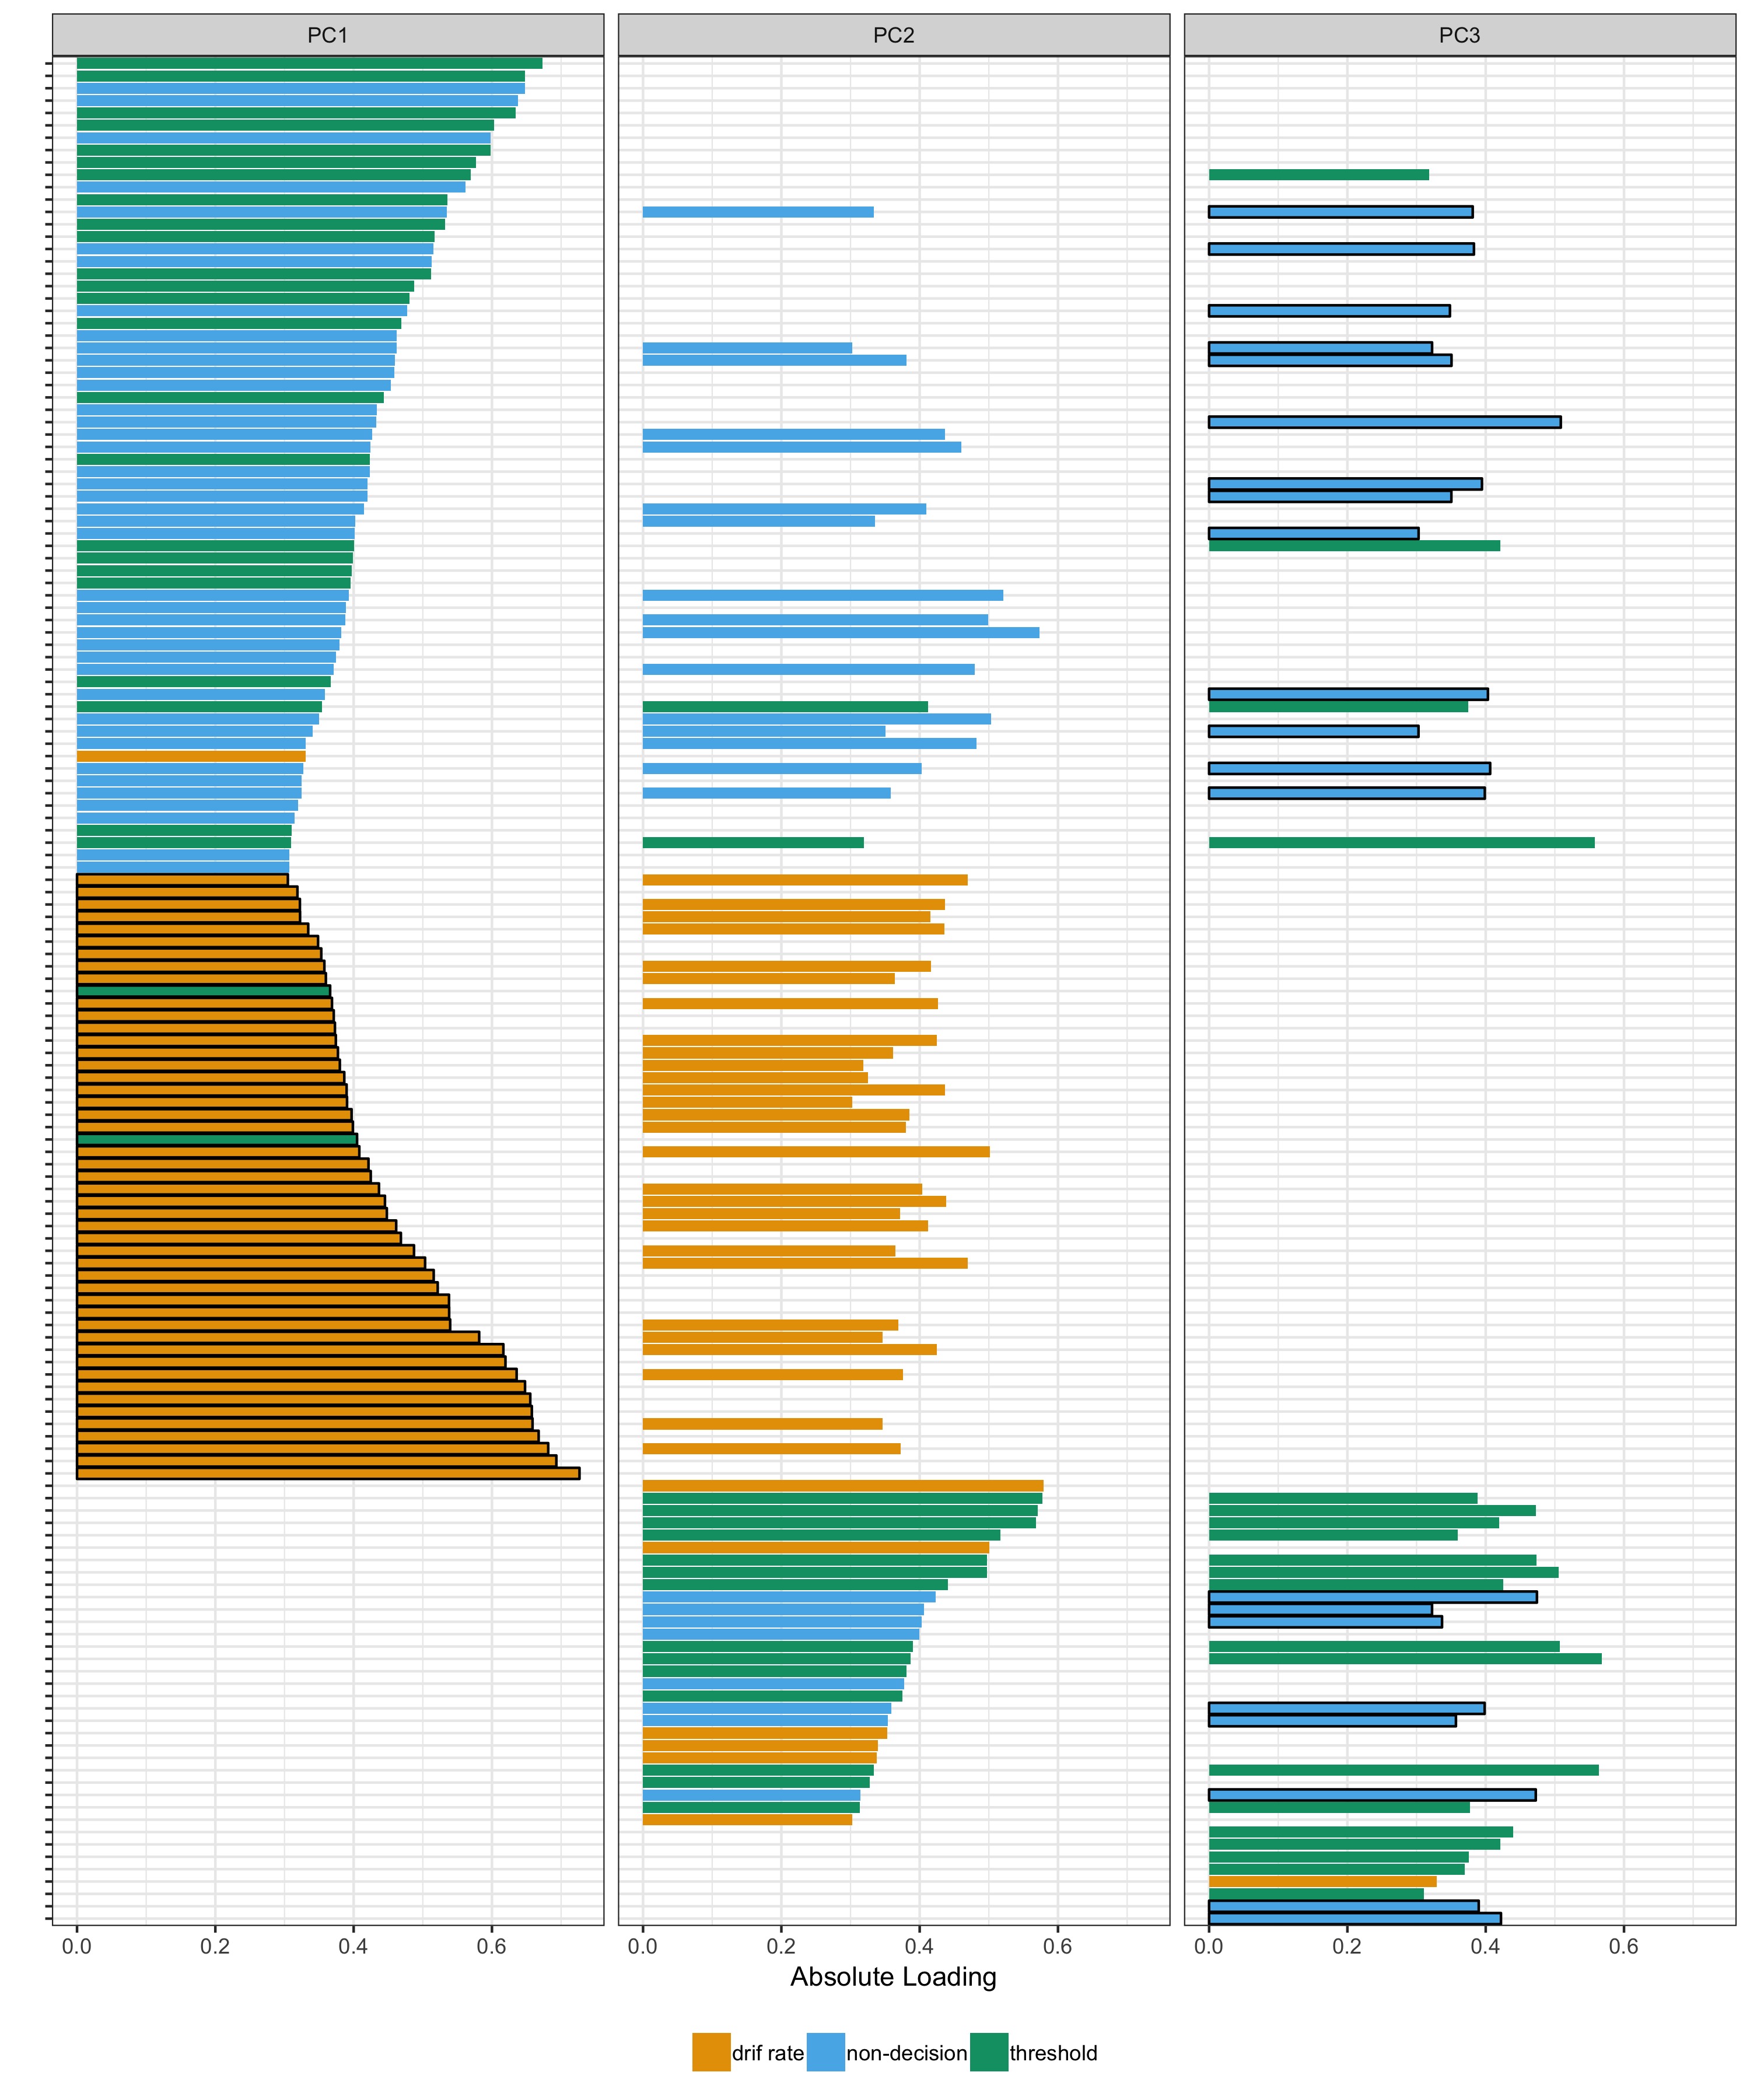 PC1 PC2 PC3
0.0 0.2 0.4 0.6 0.0 0.2 0.4 0.6 0.0 0.2 0.4 0.6
Absolute Loading
drif rate non-decision threshold